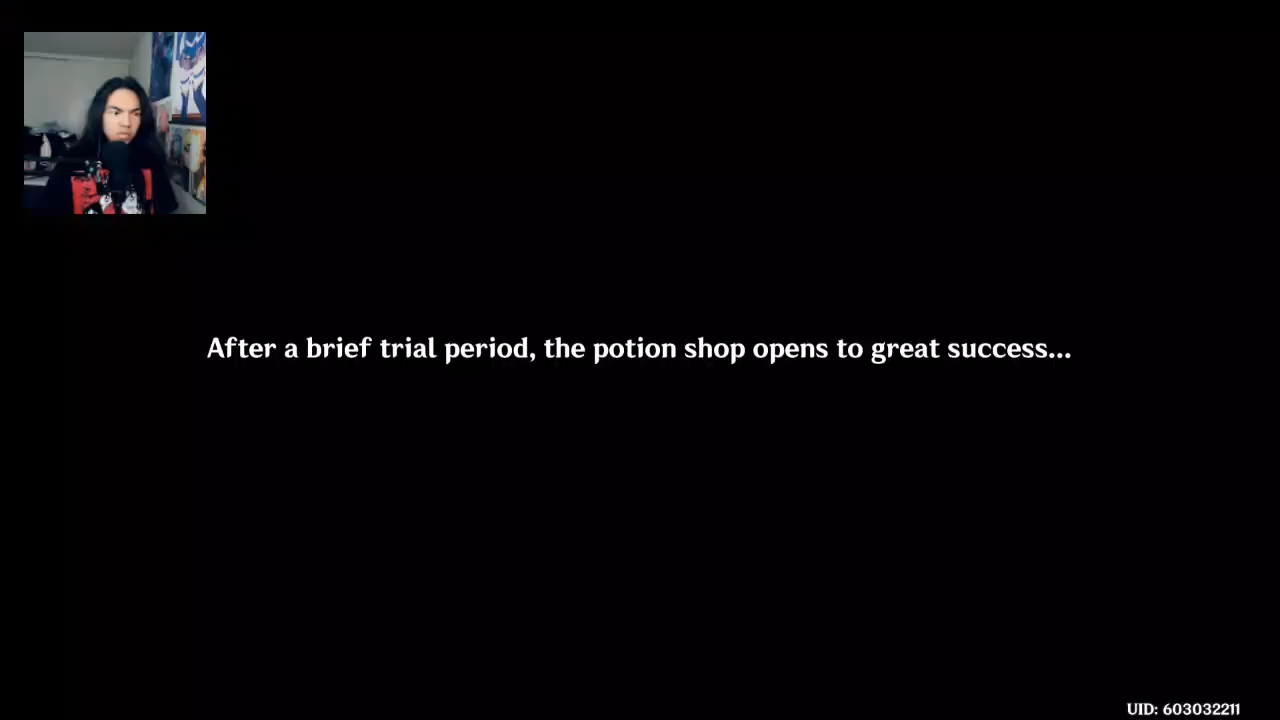 After a brief trial period, the potion shop opens to great success...
UID: 603032211